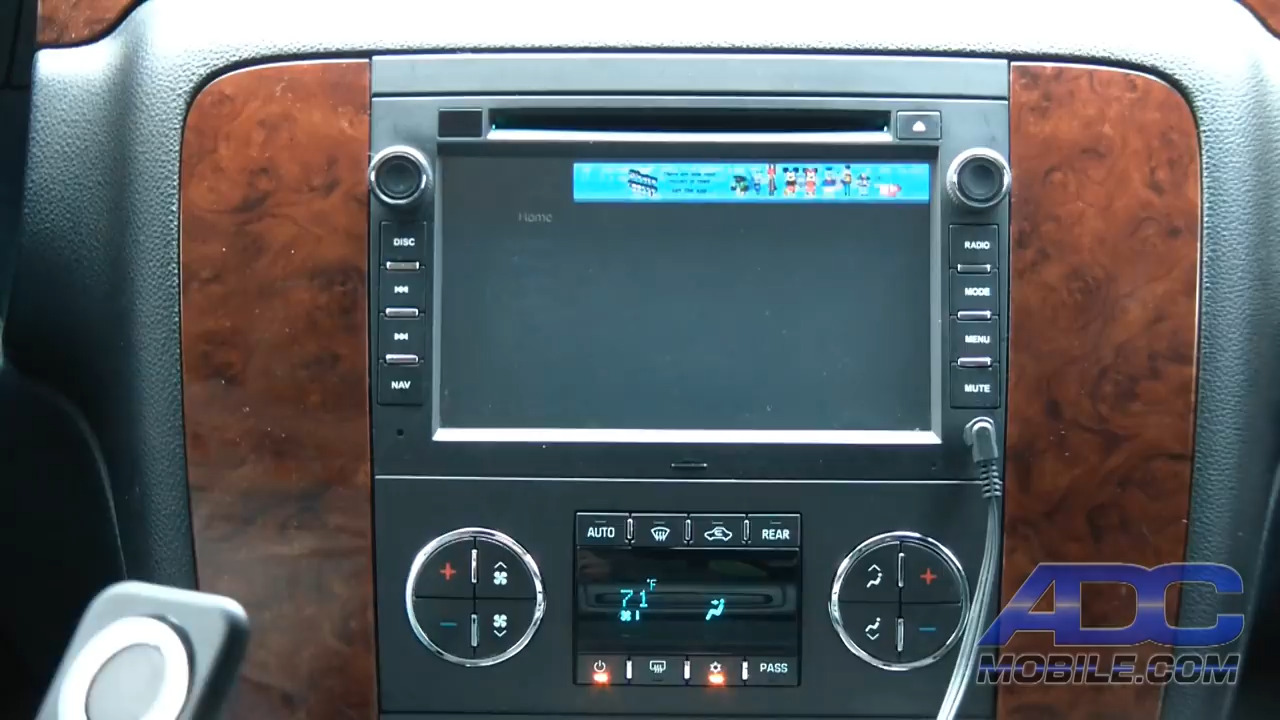 Home
DISC
NAV
RADIO
MODE
MENU
MUTE
AUTO
REAR
71°F
PASS
ADC
MOBILE.COM